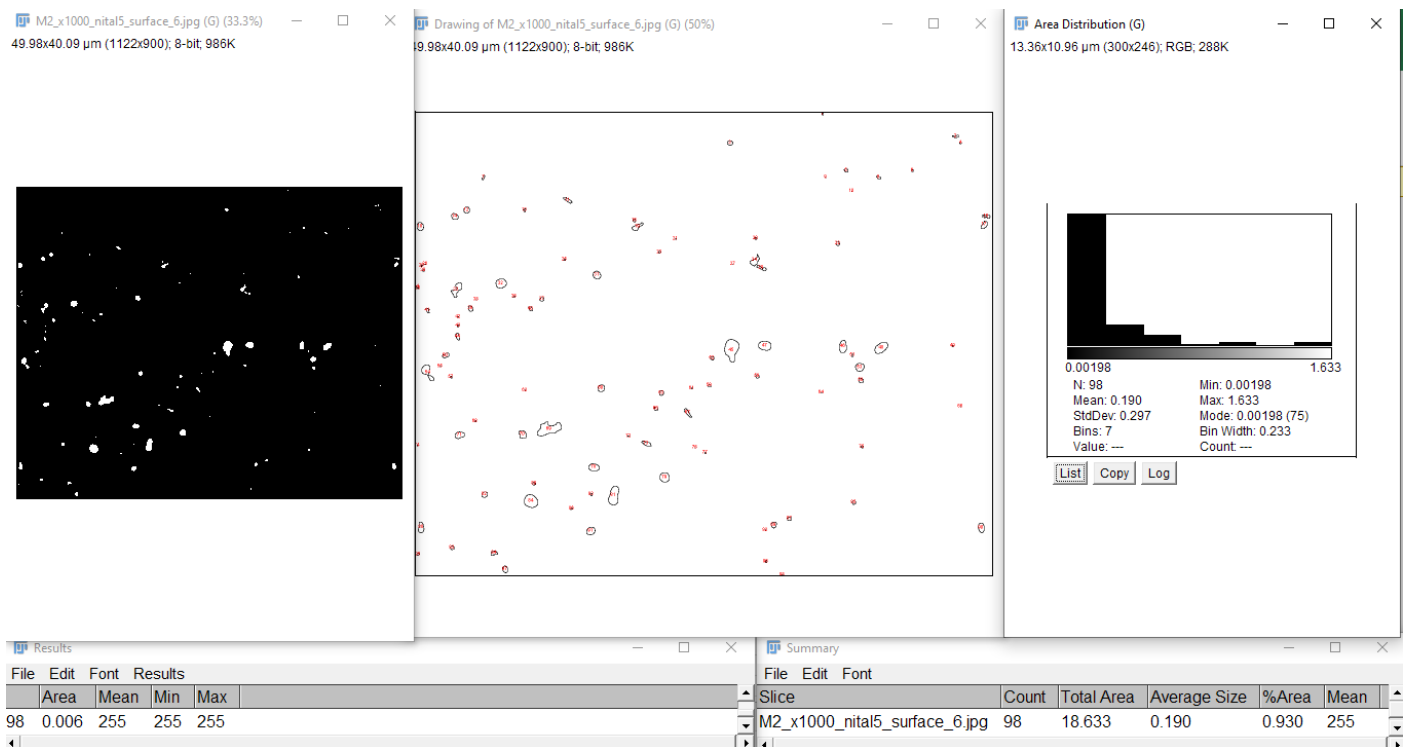 M2_x1000_nital5_surface_6.jpg (G) (33.3%)
49.98x40.09 µm (1122x900); 8-bit; 986K
Drawing of M2_x1000_nital5_surface_6.jpg (G) (50%)
49.98x40.09 µm (1122x900); 8-bit; 986K
Area Distribution (G)
13.36x10.96 µm (300x246); RGB; 288K
0.00198 1.633
N: 98 Min: 0.00198
Mean: 0.190 Max: 1.633
StdDev: 0.297 Mode: 0.00198 (75)
Bins: 7 Bin Width: 0.233
Value: --- Count: ---
List Copy Log
Results
File Edit Font Results
Area Mean Min Max
98 0.006 255 255 255
Summary
File Edit Font
Slice Count Total Area Average Size %Area Mean
M2_x1000_nital5_surface_6.jpg 98 18.633 0.190 0.930 255